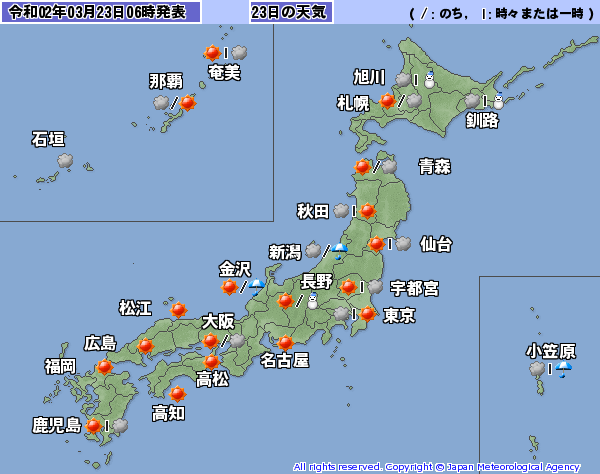 令和02年03月23日06時発表 23日の天気 ( / : のち, | : 時々または一時 )
奄美
旭川
那覇
札幌
釧路
石垣
青森
秋田
仙台
新潟
金沢
長野
宇都宮
松江
大阪
東京
広島
名古屋
小笠原
福岡
高松
高知
鹿児島
All rights reserved. Copyright © Japan Meteorological Agency